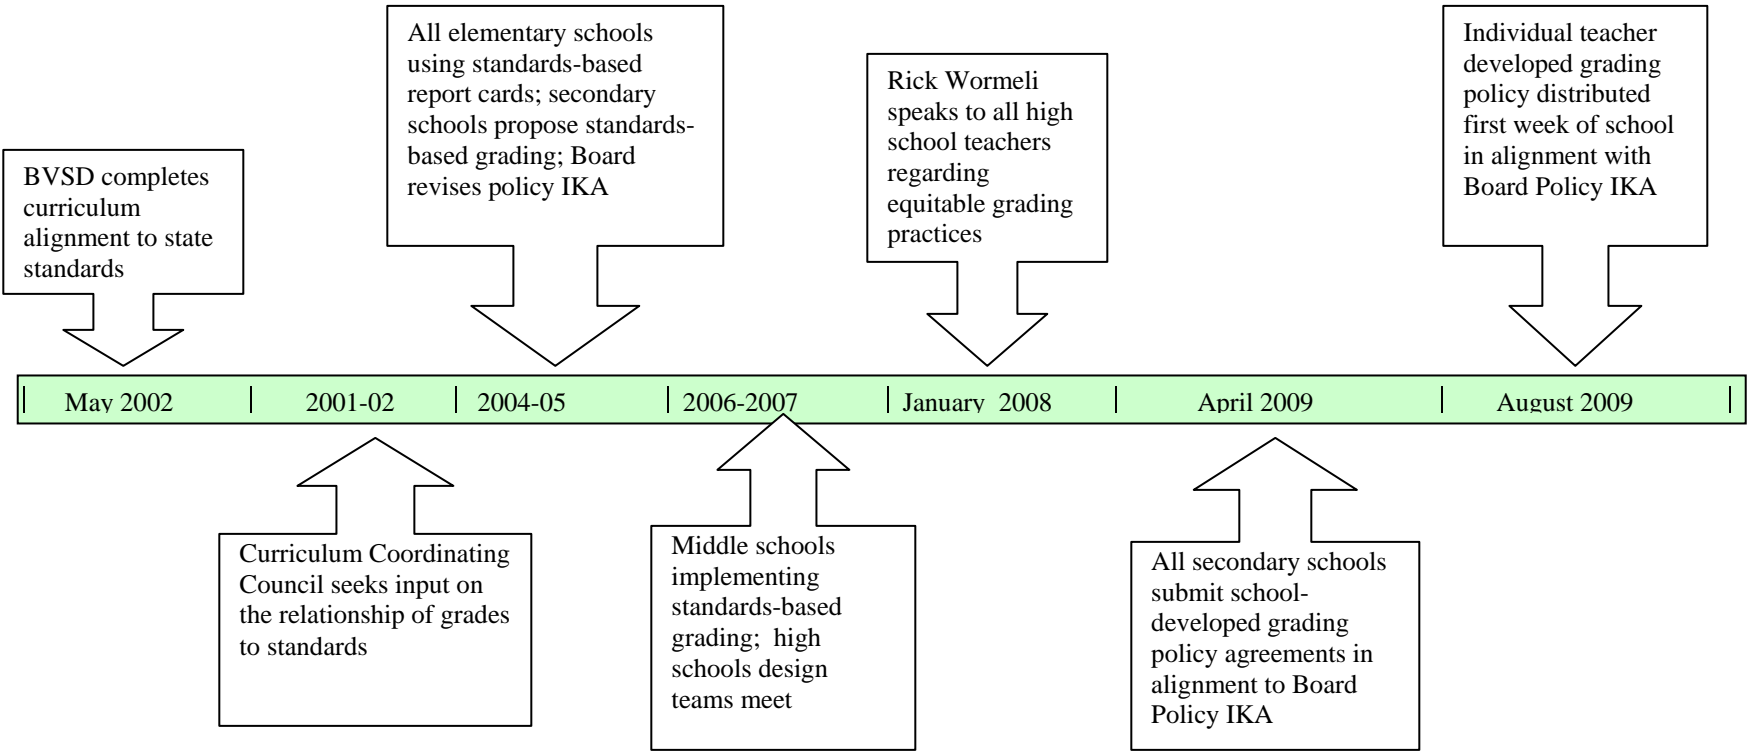 All elementary schools
using standards-based
report cards; secondary
schools propose standards-
based grading; Board
revises policy IKA
Individual teacher
developed grading
policy distributed
first week of school
in alignment with
Board Policy IKA
Rick Wormeli
speaks to all high
school teachers
regarding
equitable grading
practices
BVSD completes
curriculum
alignment to state
standards
May 2002 2001-02 2004-05 2006-2007 January 2008 April 2009 August 2009
Curriculum Coordinating
Council seeks input on
the relationship of grades
to standards
Middle schools
implementing
standards-based
grading; high
schools design
teams meet
All secondary schools
submit school-
developed grading
policy agreements in
alignment to Board
Policy IKA